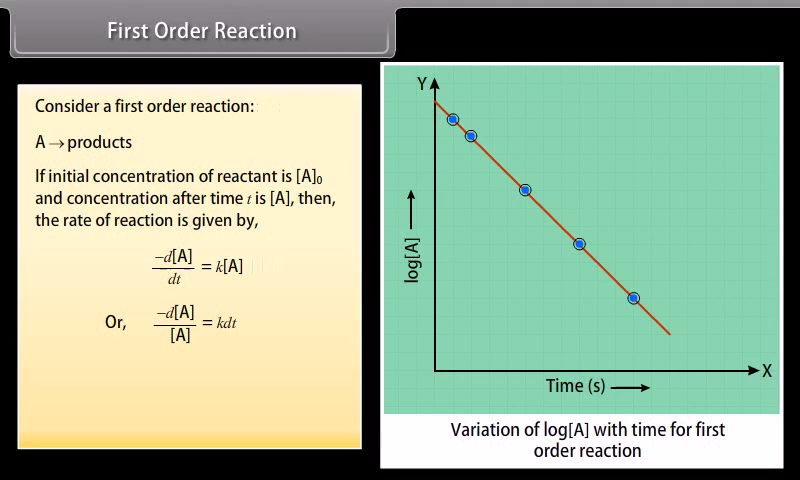 First Order Reaction
Consider a first order reaction:
A → products
If initial concentration of reactant is [A]₀
and concentration after time t is [A], then,
the rate of reaction is given by,
−d[A]/dt = k[A]
Or, −d[A]/[A] = kdt
Y
log[A] →
X
Time (s) →
Variation of log[A] with time for first
order reaction